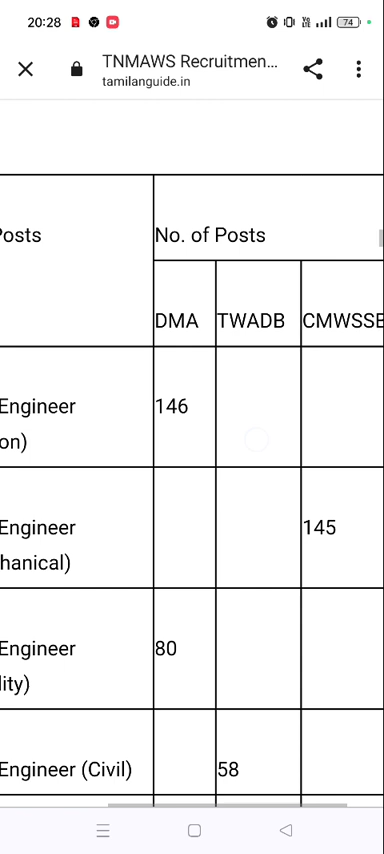 20:28 74
TNMAWS Recruitmen...
tamilanguide.in
Posts No. of Posts
DMA TWADB CMWSSB
Engineer 146
on)
Engineer 145
hanical)
Engineer 80
lity)
Engineer (Civil) 58